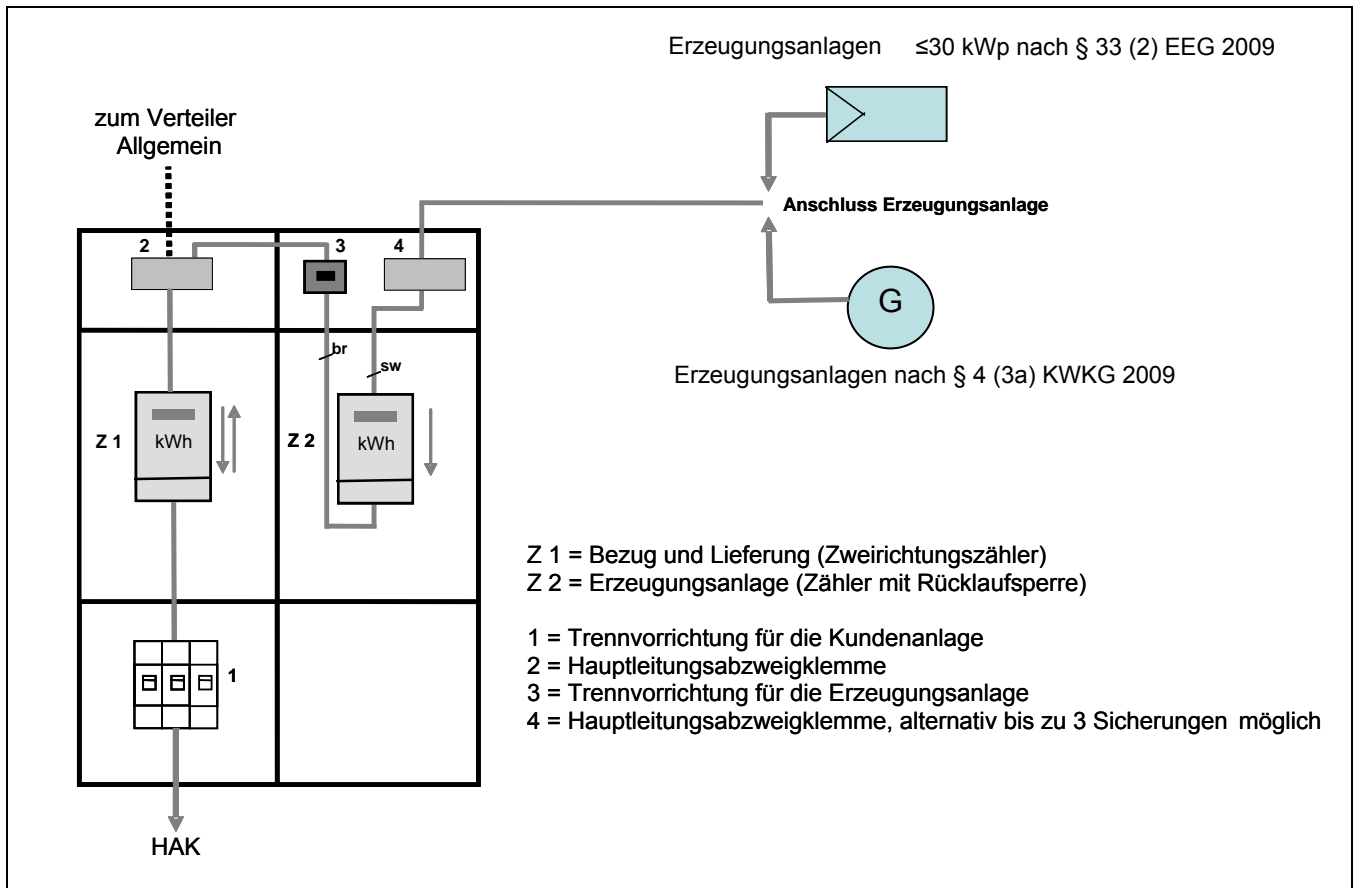 Erzeugungsanlagen ≤30 kWp nach § 33 (2) EEG 2009
zum Verteiler
Allgemein
Anschluss Erzeugungsanlage
2
3
4
br
sw
G
Erzeugungsanlagen nach § 4 (3a) KWKG 2009
Z 1
kWh
Z 2
kWh
Z 1 = Bezug und Lieferung (Zweirichtungszähler)
Z 2 = Erzeugungsanlage (Zähler mit Rücklaufsperre)
1
1 = Trennvorrichtung für die Kundenanlage
2 = Hauptleitungsabzweigklemme
3 = Trennvorrichtung für die Erzeugungsanlage
4 = Hauptleitungsabzweigklemme, alternativ bis zu 3 Sicherungen möglich
HAK